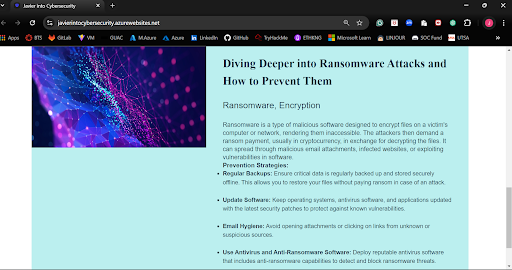 Javier into Cybersecurity
javierintocybersecurity.azurewebsites.net
Apps BTS GitLab VM GUAC M.Azure Azure LinkedIn GitHub TryHackMe ETHKING Microsoft Learn LINJOUR SOC Fund UTSA
Diving Deeper into Ransomware Attacks and
How to Prevent Them
Ransomware, Encryption
Ransomware is a type of malicious software designed to encrypt files on a victim's
computer or network, rendering them inaccessible. The attackers then demand a
ransom payment, usually in cryptocurrency, in exchange for decrypting the files. It
can spread through malicious email attachments, infected websites, or exploiting
vulnerabilities in software.
Prevention Strategies:
Regular Backups: Ensure critical data is regularly backed up and stored securely
offline. This allows you to restore your files without paying ransom in case of an attack.
Update Software: Keep operating systems, antivirus software, and applications updated
with the latest security patches to protect against known vulnerabilities.
Email Hygiene: Avoid opening attachments or clicking on links from unknown or
suspicious sources.
Use Antivirus and Anti-Ransomware Software: Deploy reputable antivirus software
that includes anti-ransomware capabilities to detect and block ransomware threats.